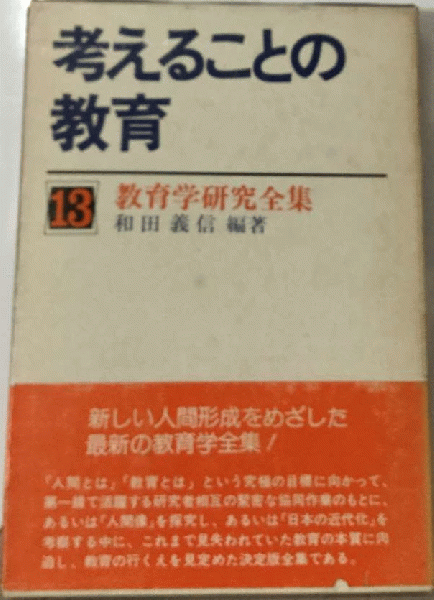 考えることの
教育
13
教育学研究全集
和田義信 編著
新しい人間形成をめざした
最新の教育学全集！
「人間とは」「教育とは」という究極の目標に向かって、
第一線で活躍する研究者相互の緊密な協同作業のもとに、
あるいは「人間像」を探究し、あるいは「日本の近代化」を
考察する中に、これまで見失われていた教育の本質に肉
迫し、教育の行くえを見定めた決定版全集である。